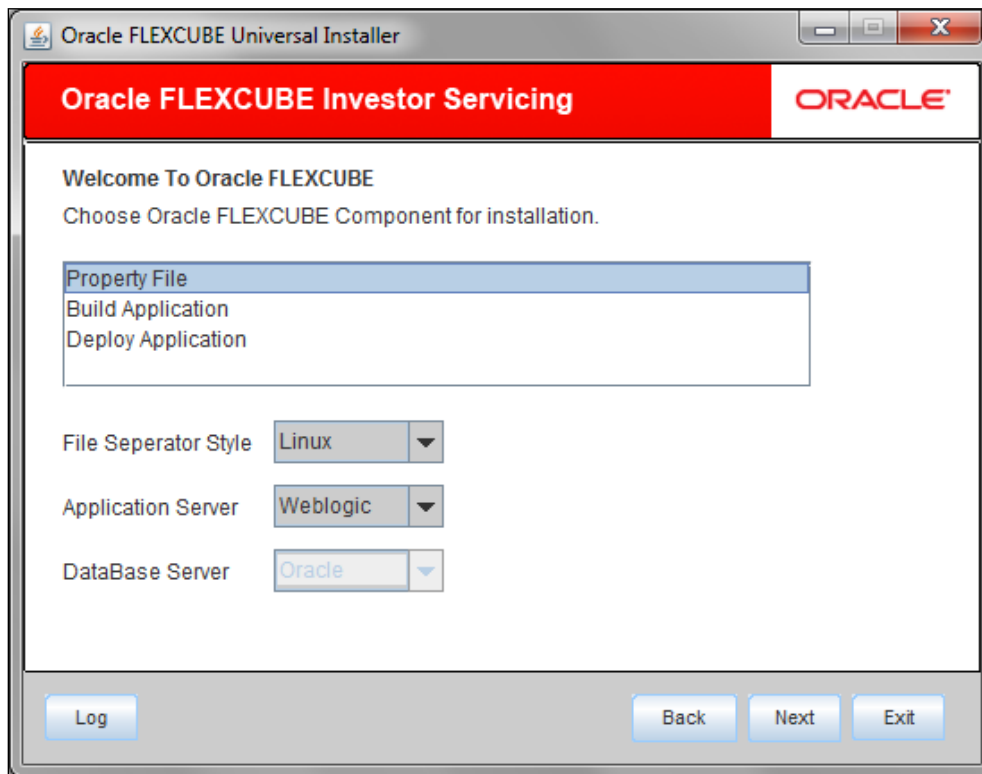 Oracle FLEXCUBE Universal Installer
Oracle FLEXCUBE Investor Servicing
ORACLE
Welcome To Oracle FLEXCUBE
Choose Oracle FLEXCUBE Component for installation.
Property File
Build Application
Deploy Application
File Seperator Style Linux
Application Server Weblogic
DataBase Server Oracle
Log Back Next Exit